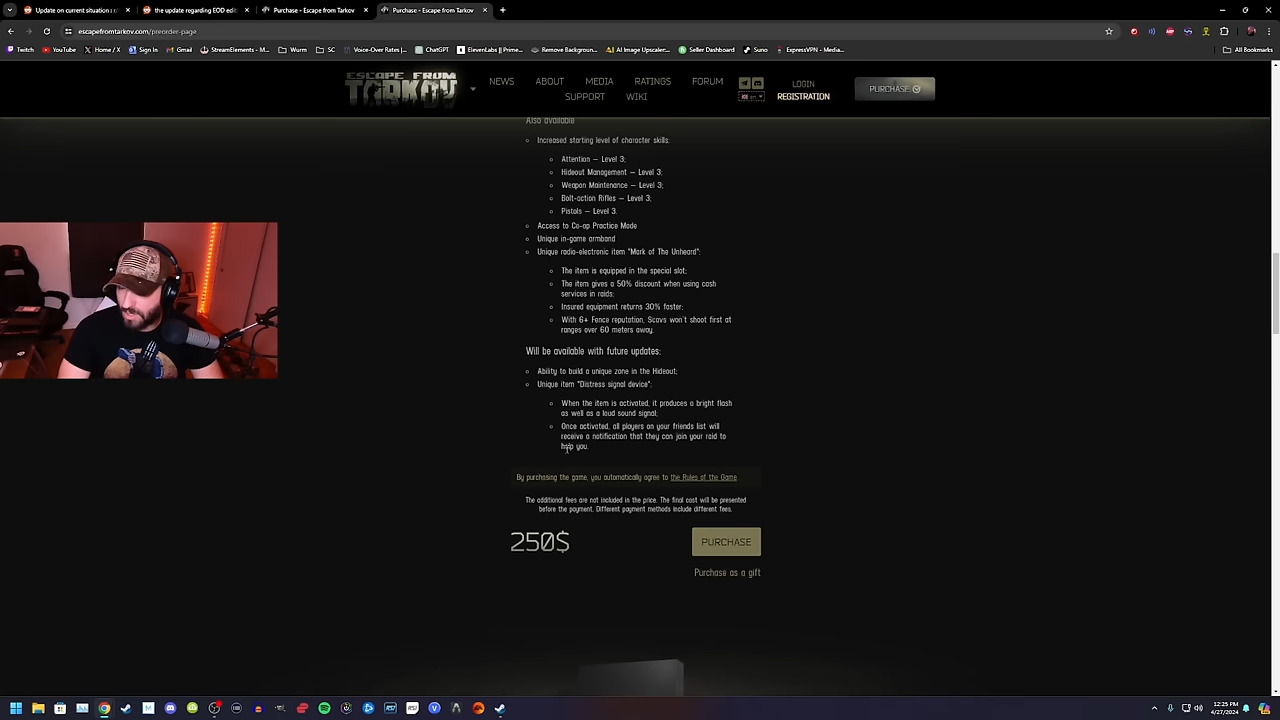 Update on current situation : r
the update regarding EOD edit
Purchase - Escape from Tarkov
Purchase - Escape from Tarkov
escapefromtarkov.com/preorder-page
Twitch
YouTube
Home / X
Sign In
Gmail
StreamElements - M...
Wurm
SC
Voice-Over Rates |...
ChatGPT
ElevenLabs || Prime...
Remove Backgroun...
AI Image Upscaler...
Seller Dashboard
Suno
ExpressVPN - Media...
All Bookmarks
ESCAPE FROM
TARKOV
NEWS ABOUT MEDIA RATINGS FORUM
SUPPORT WIKI
LOGIN
REGISTRATION
PURCHASE
Also available
Increased starting level of character skills:
Attention — Level 3;
Hideout Management — Level 3;
Weapon Maintenance — Level 3;
Bolt-action Rifles — Level 3;
Pistols — Level 3.
Access to Co-op Practice Mode
Unique in-game armband
Unique radio-electronic item "Mark of The Unheard":
The item is equipped in the special slot;
The item gives a 50% discount when using cash
services in raids;
Insured equipment returns 30% faster;
With 6+ Fence reputation, Scavs won't shoot first at
ranges over 60 meters away.
Will be available with future updates:
Ability to build a unique zone in the Hideout;
Unique item "Distress signal device":
When the item is activated, it produces a bright flash
as well as a loud sound signal;
Once activated, all players on your friends list will
receive a notification that they can join your raid to
help you.
By purchasing the game, you automatically agree to the Rules of the Game
The additional fees are not included in the price. The final cost will be presented
before the payment. Different payment methods include different fees.
250$
PURCHASE
Purchase as a gift
12:25 PM
4/27/2024